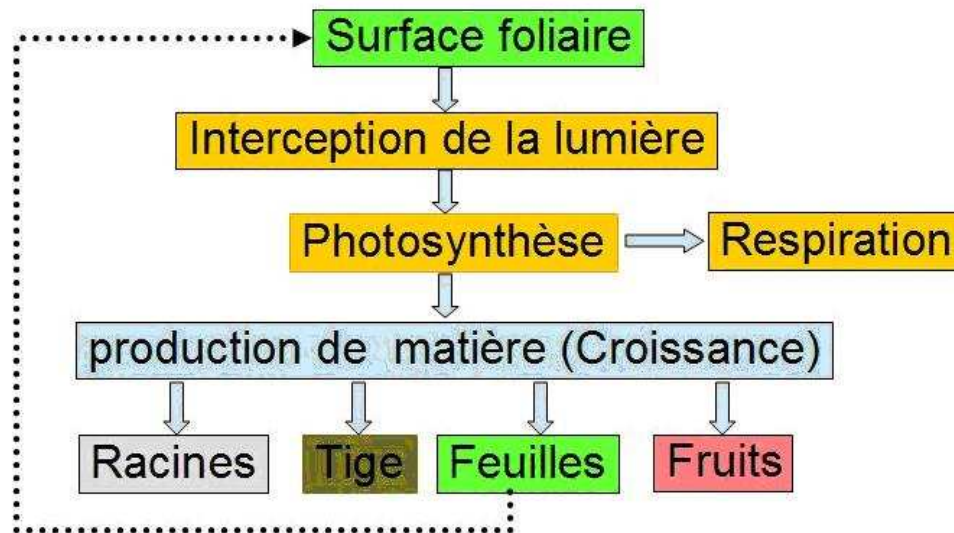 Surface foliaire
Interception de la lumière
Photosynthèse
Respiration
production de matière (Croissance)
Racines
Tige
Feuilles
Fruits